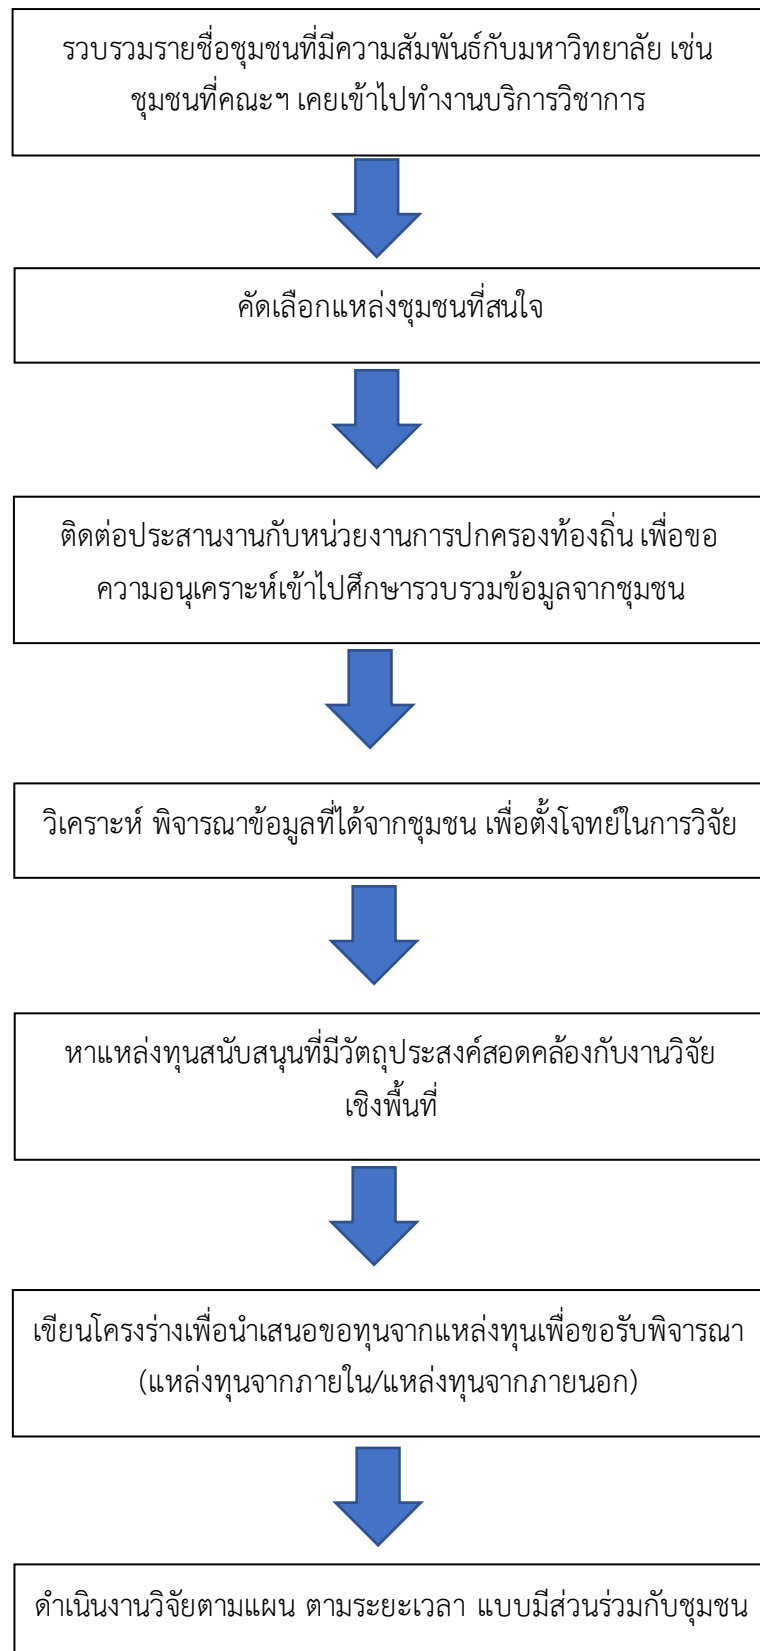 รวบรวมรายชื่อชุมชนที่มีความสัมพันธ์กับมหาวิทยาลัย เช่น
ชุมชนที่คณะฯ เคยเข้าไปทำงานบริการวิชาการ
คัดเลือกแหล่งชุมชนที่สนใจ
ติดต่อประสานงานกับหน่วยงานการปกครองท้องถิ่น เพื่อขอ
ความอนุเคราะห์เข้าไปศึกษารวบรวมข้อมูลจากชุมชน
วิเคราะห์ พิจารณาข้อมูลที่ได้จากชุมชน เพื่อตั้งโจทย์ในการวิจัย
หาแหล่งทุนสนับสนุนที่มีวัตถุประสงค์สอดคล้องกับงานวิจัย
เชิงพื้นที่
เขียนโครงร่างเพื่อนำเสนอขอทุนจากแหล่งทุนเพื่อขอรับพิจารณา
(แหล่งทุนจากภายใน/แหล่งทุนจากภายนอก)
ดำเนินงานวิจัยตามแผน ตามระยะเวลา แบบมีส่วนร่วมกับชุมชน